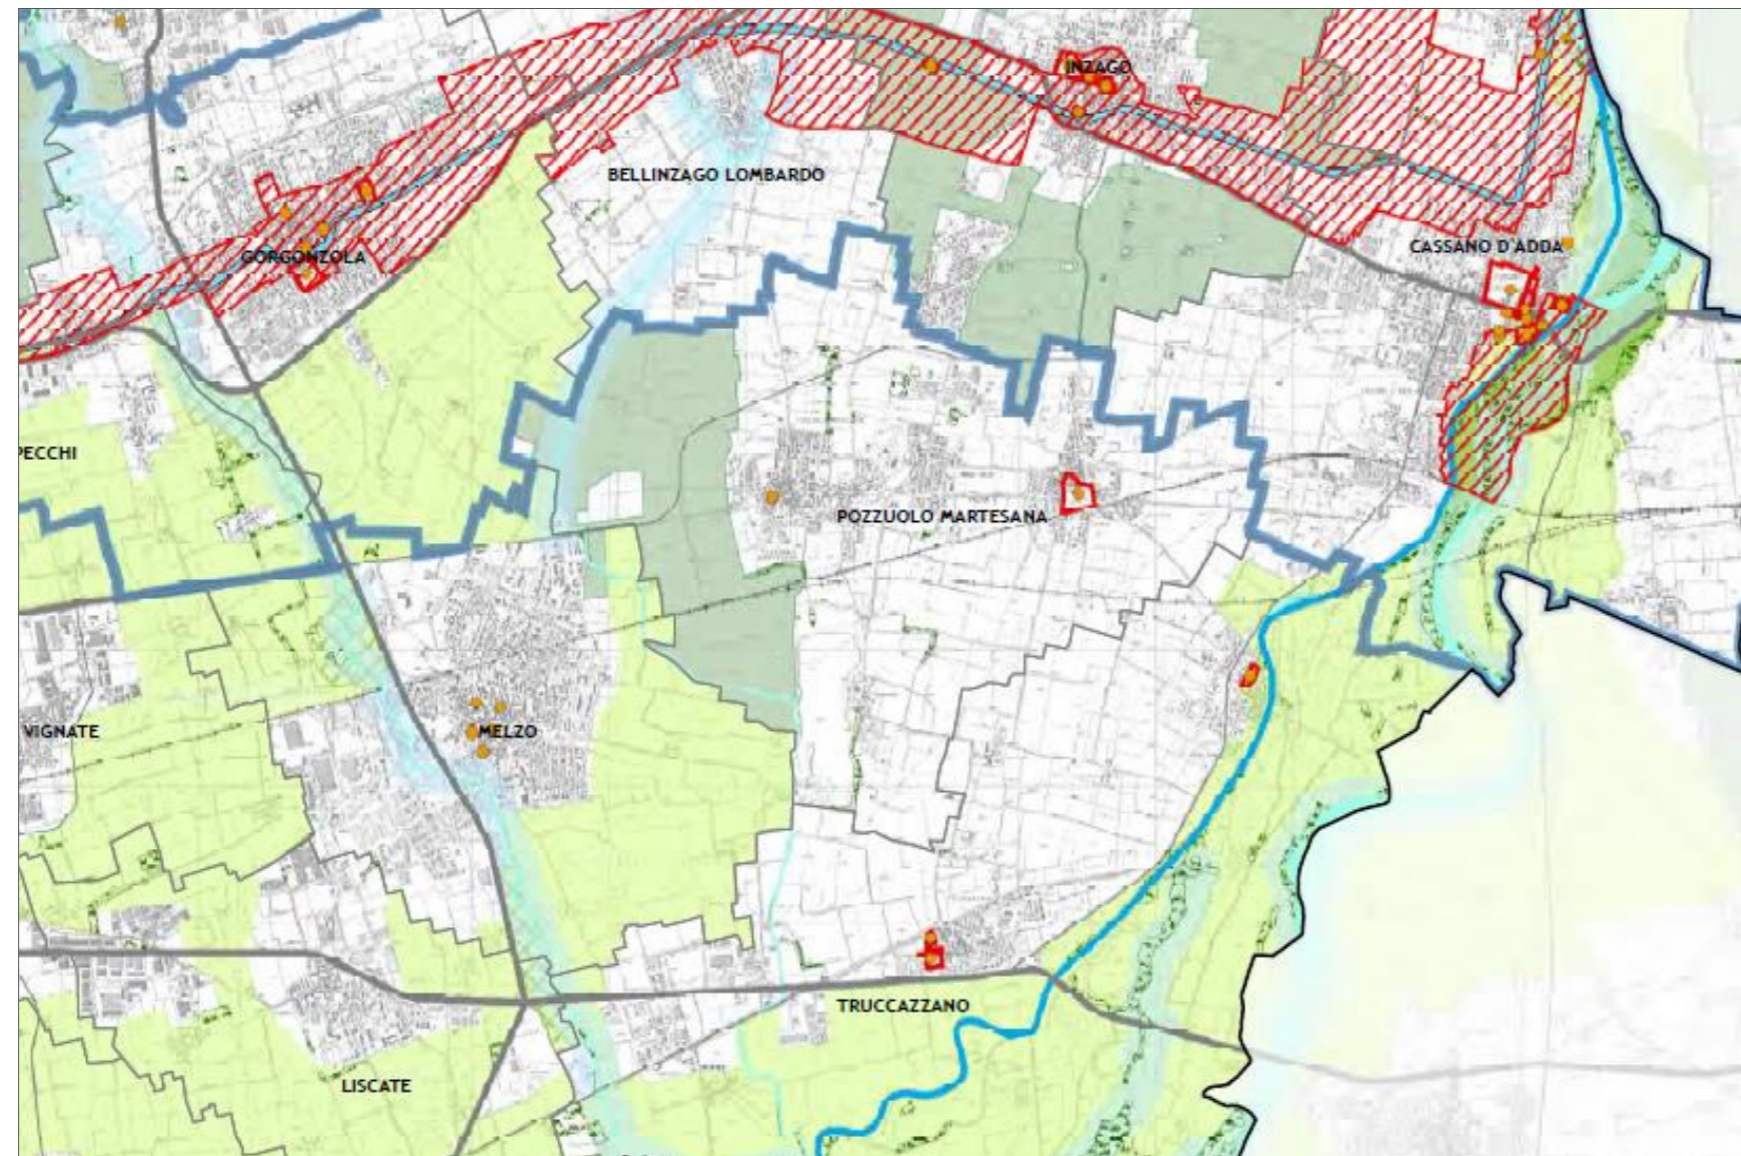 INZAGO
BELLINZAGO LOMBARDO
CASSANO D'ADDA
GORGONZOLA
PECCHI
POZZUOLO MARTESANA
VIGNATE
MELZO
TRUCCAZZANO
LISCATE